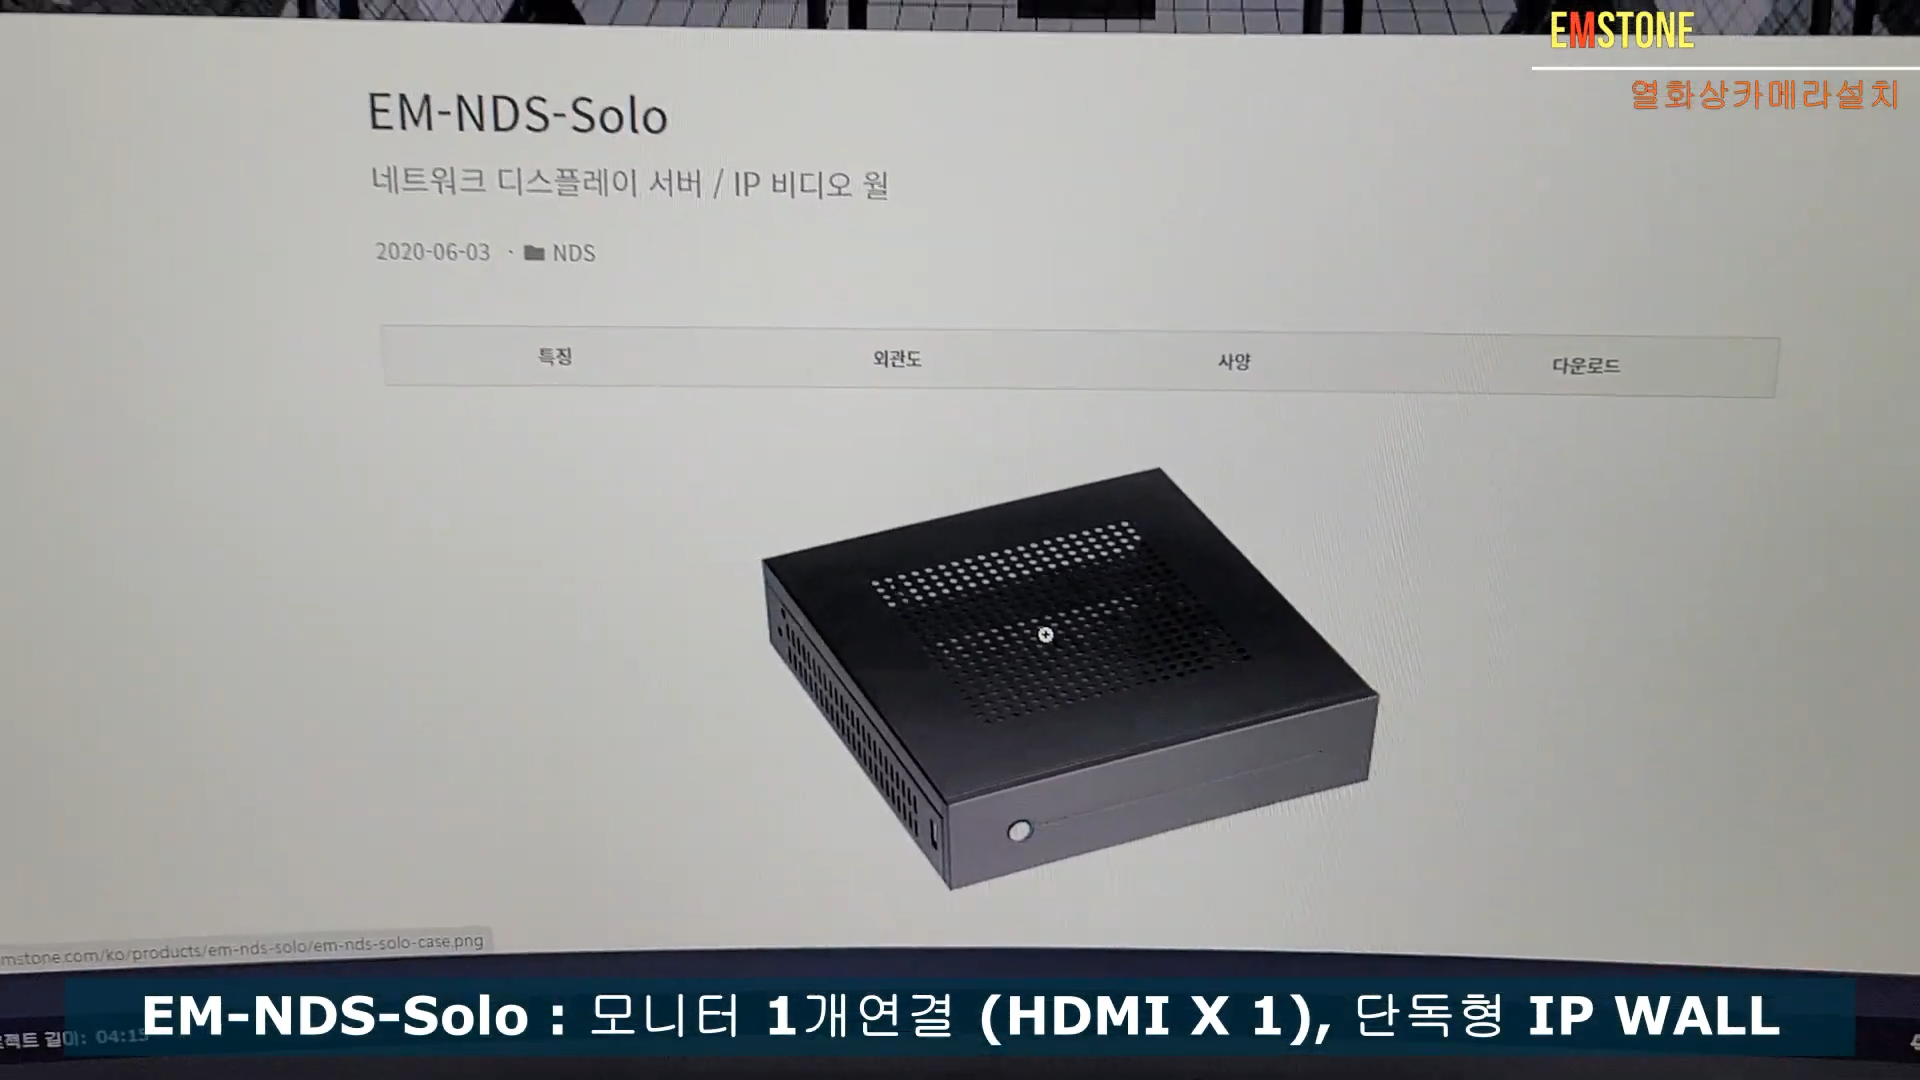 EMSTONE
열화상카메라설치
EM-NDS-Solo
네트워크 디스플레이 서버 / IP 비디오 월
2020-06-03 · NDS
특징 외관도 사양 다운로드
mstone.com/ko/products/em-nds-solo/em-nds-solo-case.png
EM-NDS-Solo : 모니터 1개연결 (HDMI X 1), 단독형 IP WALL
젝트 길이: 04:13